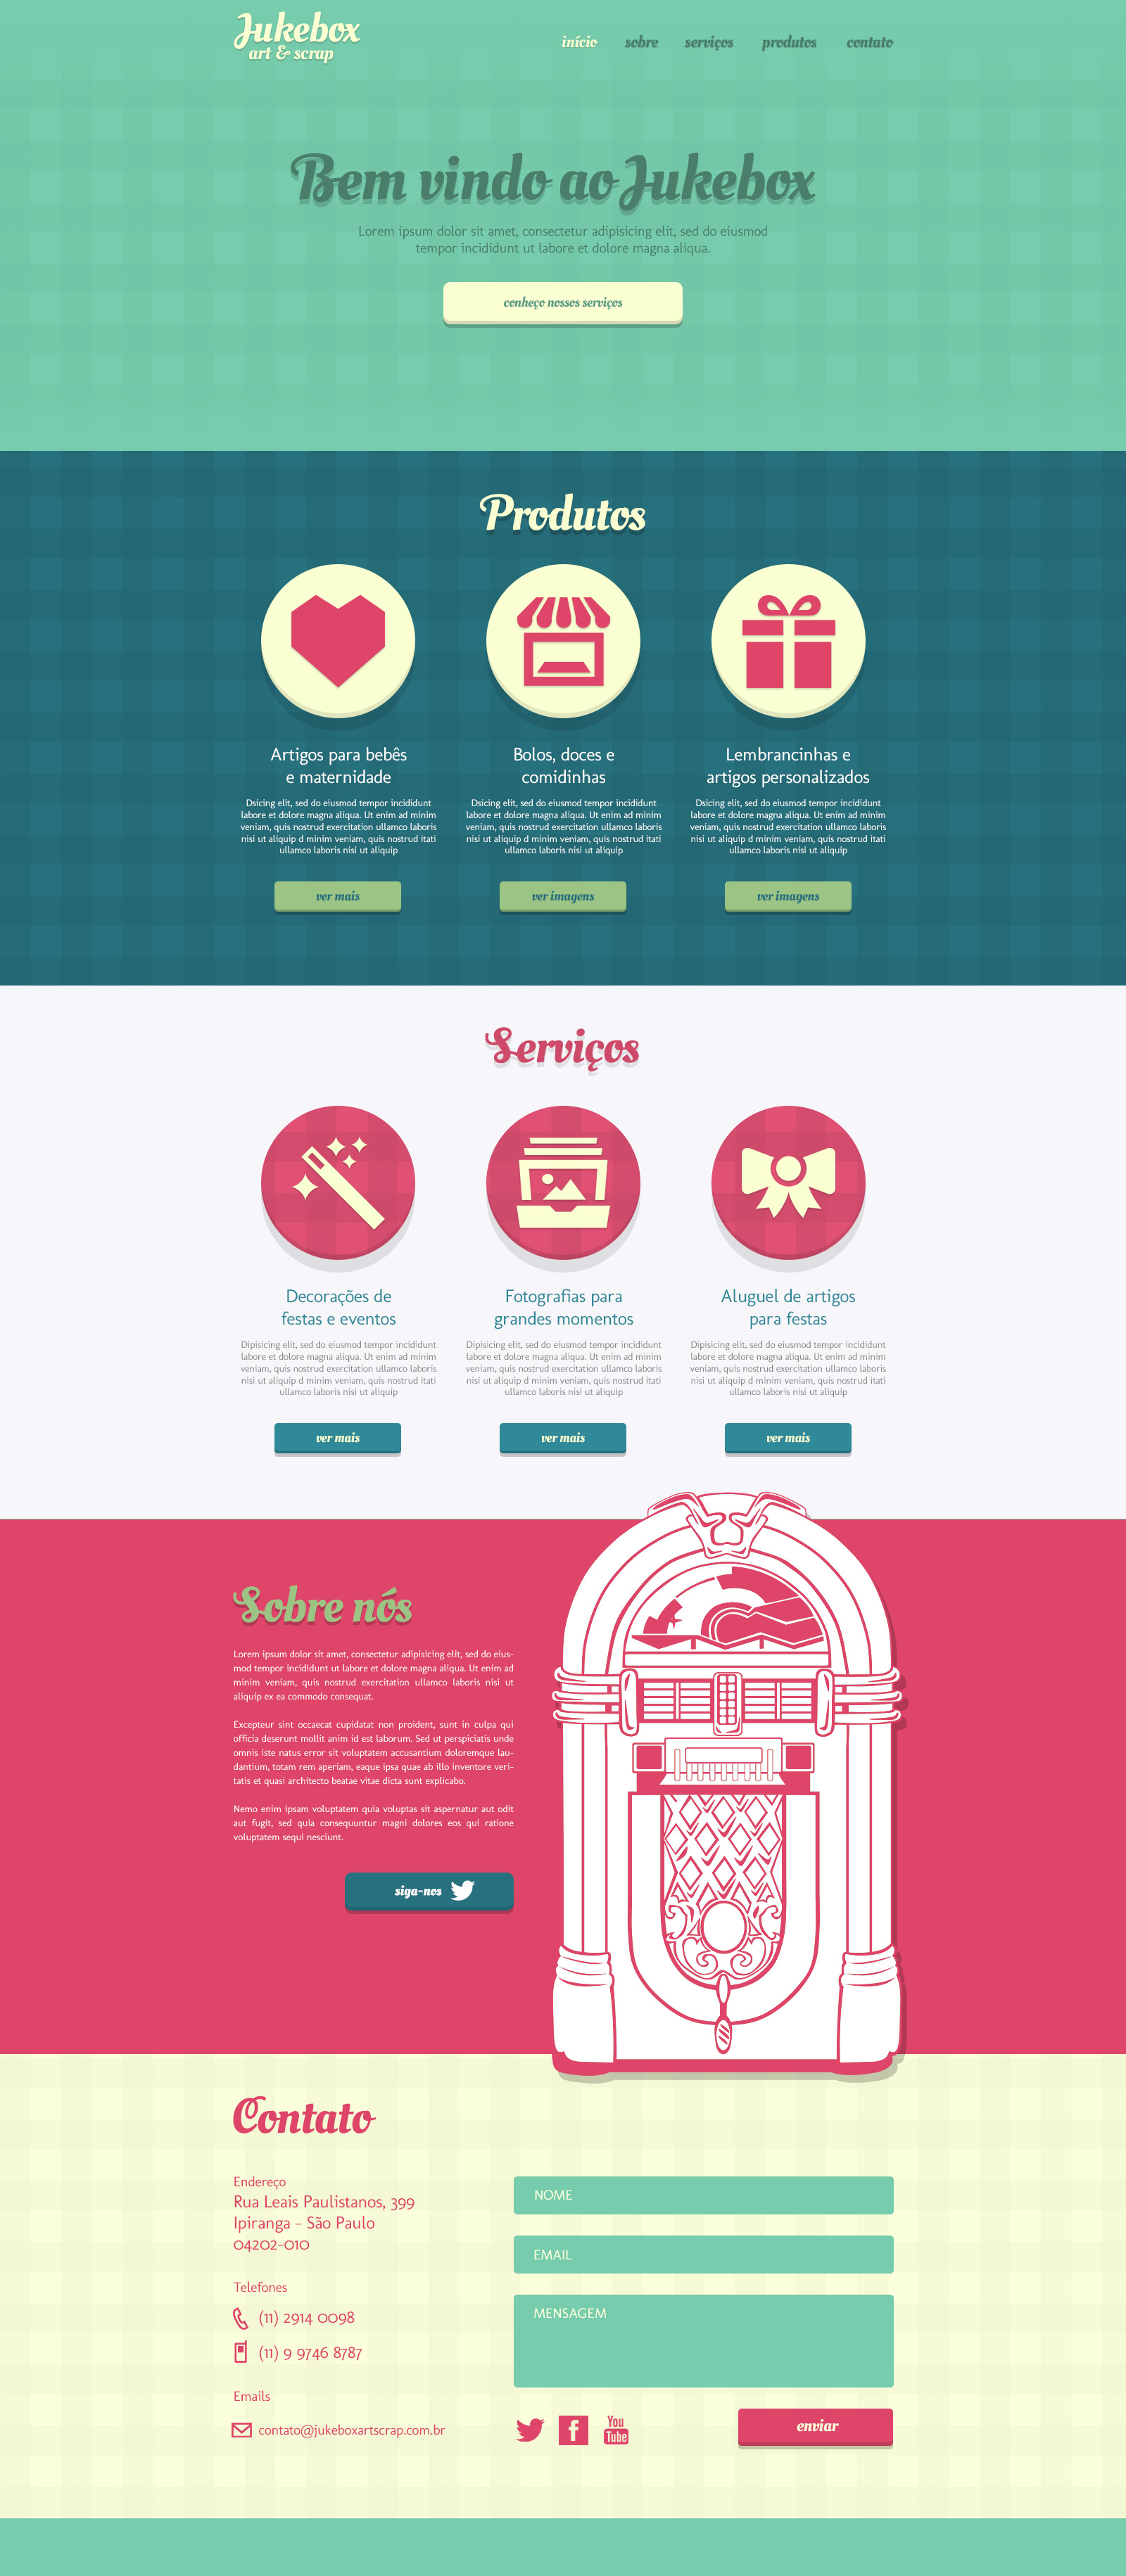 Jukebox
art & scrap
início sobre serviços produtos contato
Bem vindo ao Jukebox
Lorem ipsum dolor sit amet, consectetur adipisicing elit, sed do eiusmod
tempor incididunt ut labore et dolore magna aliqua.
conheço nossos serviços
Produtos
Artigos para bebês
e maternidade
Dsicing elit, sed do eiusmod tempor incididunt
labore et dolore magna aliqua. Ut enim ad minim
veniam, quis nostrud exercitation ullamco laboris
nisi ut aliquip d minim veniam, quis nostrud itati
ullamco laboris nisi ut aliquip
ver mais
Bolos, doces e
comidinhas
Dsicing elit, sed do eiusmod tempor incididunt
labore et dolore magna aliqua. Ut enim ad minim
veniam, quis nostrud exercitation ullamco laboris
nisi ut aliquip d minim veniam, quis nostrud itati
ullamco laboris nisi ut aliquip
ver imagens
Lembrancinhas e
artigos personalizados
Dsicing elit, sed do eiusmod tempor incididunt
labore et dolore magna aliqua. Ut enim ad minim
veniam, quis nostrud exercitation ullamco laboris
nisi ut aliquip d minim veniam, quis nostrud itati
ullamco laboris nisi ut aliquip
ver imagens
Serviços
Decorações de
festas e eventos
Dipisicing elit, sed do eiusmod tempor incididunt
labore et dolore magna aliqua. Ut enim ad minim
veniam, quis nostrud exercitation ullamco laboris
nisi ut aliquip d minim veniam, quis nostrud itati
ullamco laboris nisi ut aliquip
ver mais
Fotografias para
grandes momentos
Dipisicing elit, sed do eiusmod tempor incididunt
labore et dolore magna aliqua. Ut enim ad minim
veniam, quis nostrud exercitation ullamco laboris
nisi ut aliquip d minim veniam, quis nostrud itati
ullamco laboris nisi ut aliquip
ver mais
Aluguel de artigos
para festas
Dipisicing elit, sed do eiusmod tempor incididunt
labore et dolore magna aliqua. Ut enim ad minim
veniam, quis nostrud exercitation ullamco laboris
nisi ut aliquip d minim veniam, quis nostrud itati
ullamco laboris nisi ut aliquip
ver mais
Sobre nós
Lorem ipsum dolor sit amet, consectetur adipisicing elit, sed do eius-
mod tempor incididunt ut labore et dolore magna aliqua. Ut enim ad
minim veniam, quis nostrud exercitation ullamco laboris nisi ut
aliquip ex ea commodo consequat.
Excepteur sint occaecat cupidatat non proident, sunt in culpa qui
officia deserunt mollit anim id est laborum. Sed ut perspiciatis unde
omnis iste natus error sit voluptatem accusantium doloremque lau-
dantium, totam rem aperiam, eaque ipsa quae ab illo inventore veri-
tatis et quasi architecto beatae vitae dicta sunt explicabo.
Nemo enim ipsam voluptatem quia voluptas sit aspernatur aut odit
aut fugit, sed quia consequuntur magni dolores eos qui ratione
voluptatem sequi nesciunt.
siga-nos
Contato
Endereço
Rua Leais Paulistanos, 399
Ipiranga - São Paulo
04202-010
Telefones
(11) 2914 0098
(11) 9 9746 8787
Emails
contato@jukeboxartscrap.com.br
NOME
EMAIL
MENSAGEM
f
You
Tube
enviar